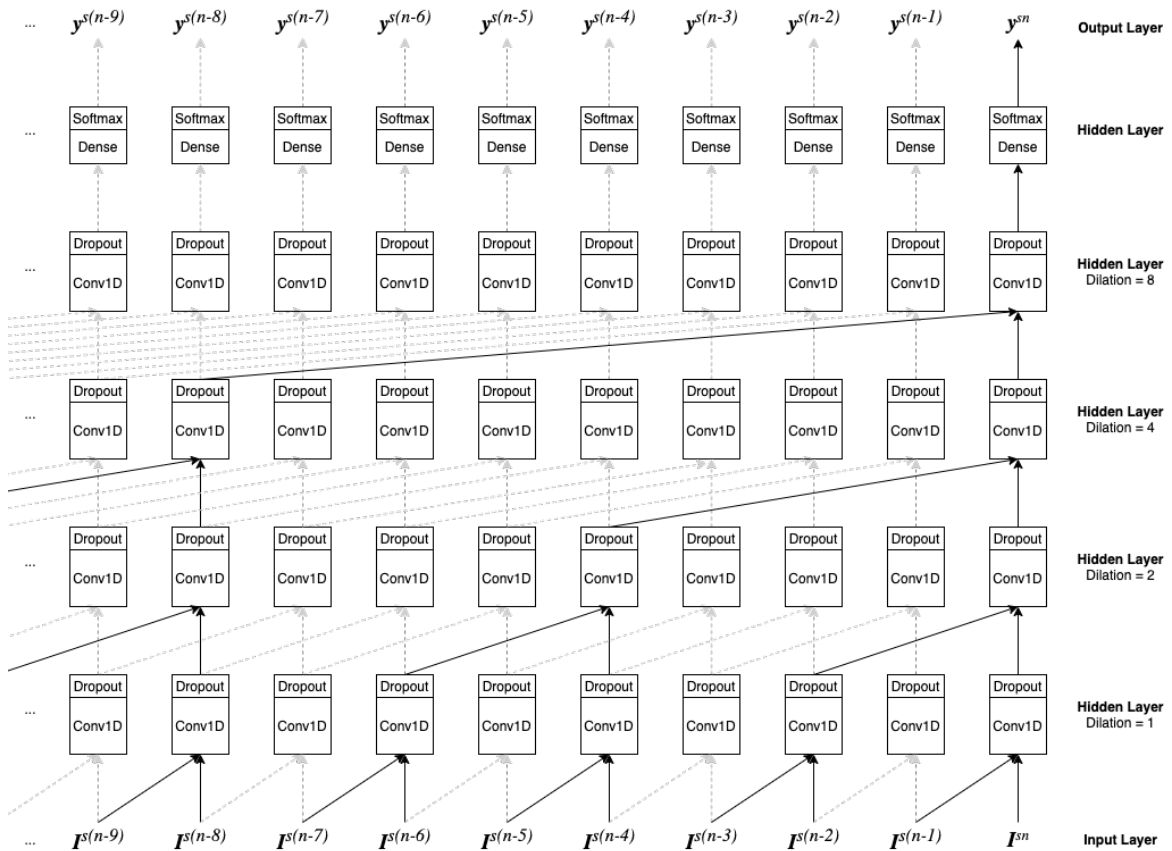 ... y^{s(n-9)} y^{s(n-8)} y^{s(n-7)} y^{s(n-6)} y^{s(n-5)} y^{s(n-4)} y^{s(n-3)} y^{s(n-2)} y^{s(n-1)} y^{sn} Output Layer
Softmax Softmax Softmax Softmax Softmax Softmax Softmax Softmax Softmax Softmax
... Hidden Layer
Dense Dense Dense Dense Dense Dense Dense Dense Dense Dense
Dropout Dropout Dropout Dropout Dropout Dropout Dropout Dropout Dropout Dropout
... Hidden Layer
Conv1D Conv1D Conv1D Conv1D Conv1D Conv1D Conv1D Conv1D Conv1D Conv1D Dilation = 8
Dropout Dropout Dropout Dropout Dropout Dropout Dropout Dropout Dropout Dropout
... Hidden Layer
Conv1D Conv1D Conv1D Conv1D Conv1D Conv1D Conv1D Conv1D Conv1D Conv1D Dilation = 4
Dropout Dropout Dropout Dropout Dropout Dropout Dropout Dropout Dropout Dropout
... Hidden Layer
Conv1D Conv1D Conv1D Conv1D Conv1D Conv1D Conv1D Conv1D Conv1D Conv1D Dilation = 2
Dropout Dropout Dropout Dropout Dropout Dropout Dropout Dropout Dropout Dropout
... Hidden Layer
Conv1D Conv1D Conv1D Conv1D Conv1D Conv1D Conv1D Conv1D Conv1D Conv1D Dilation = 1
... I^{s(n-9)} I^{s(n-8)} I^{s(n-7)} I^{s(n-6)} I^{s(n-5)} I^{s(n-4)} I^{s(n-3)} I^{s(n-2)} I^{s(n-1)} I^{sn} Input Layer